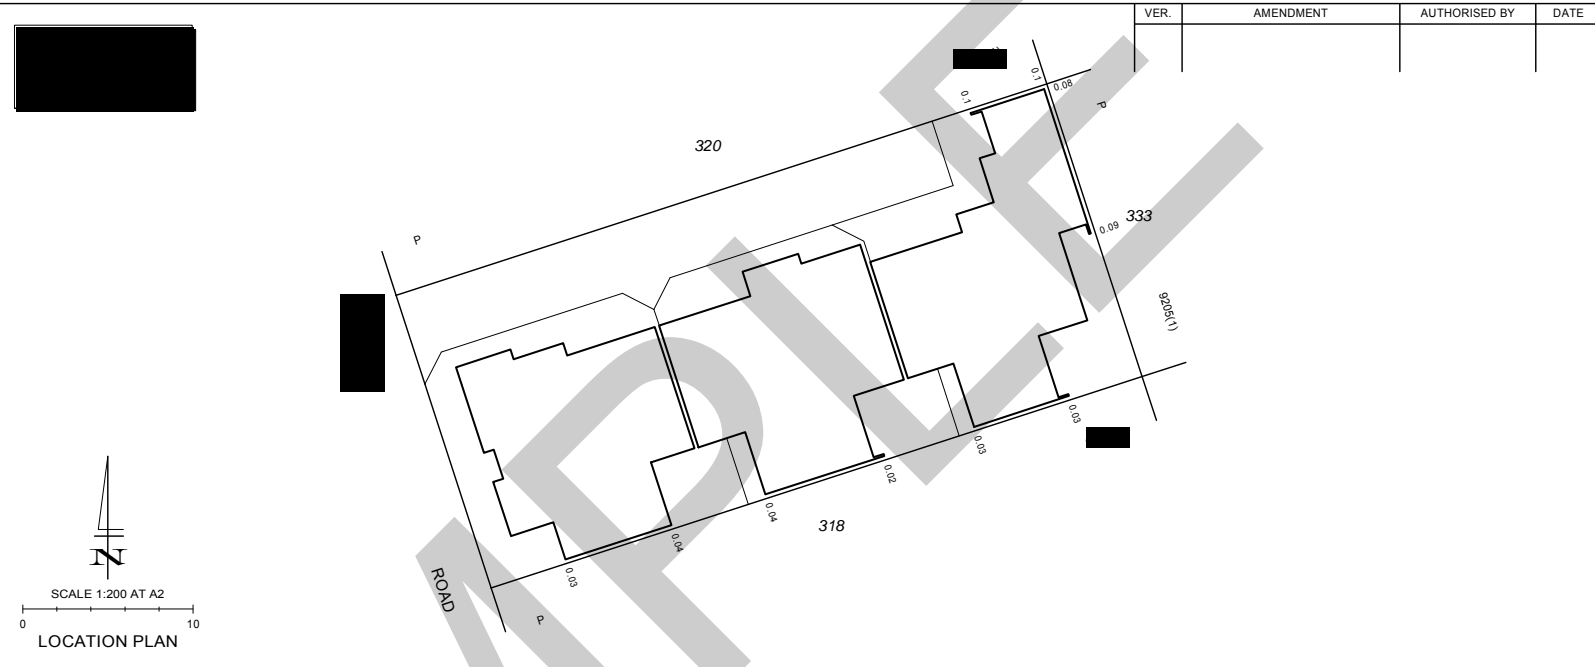 VER. AMENDMENT AUTHORISED BY DATE
0.1
0.1
0.08
P
320
333
0.09
P
9205(1)
0.03
0.03
0.02
318
0.04
0.04
0.03
ROAD
P
N
SCALE 1:200 AT A2
0 10
LOCATION PLAN
MPLE